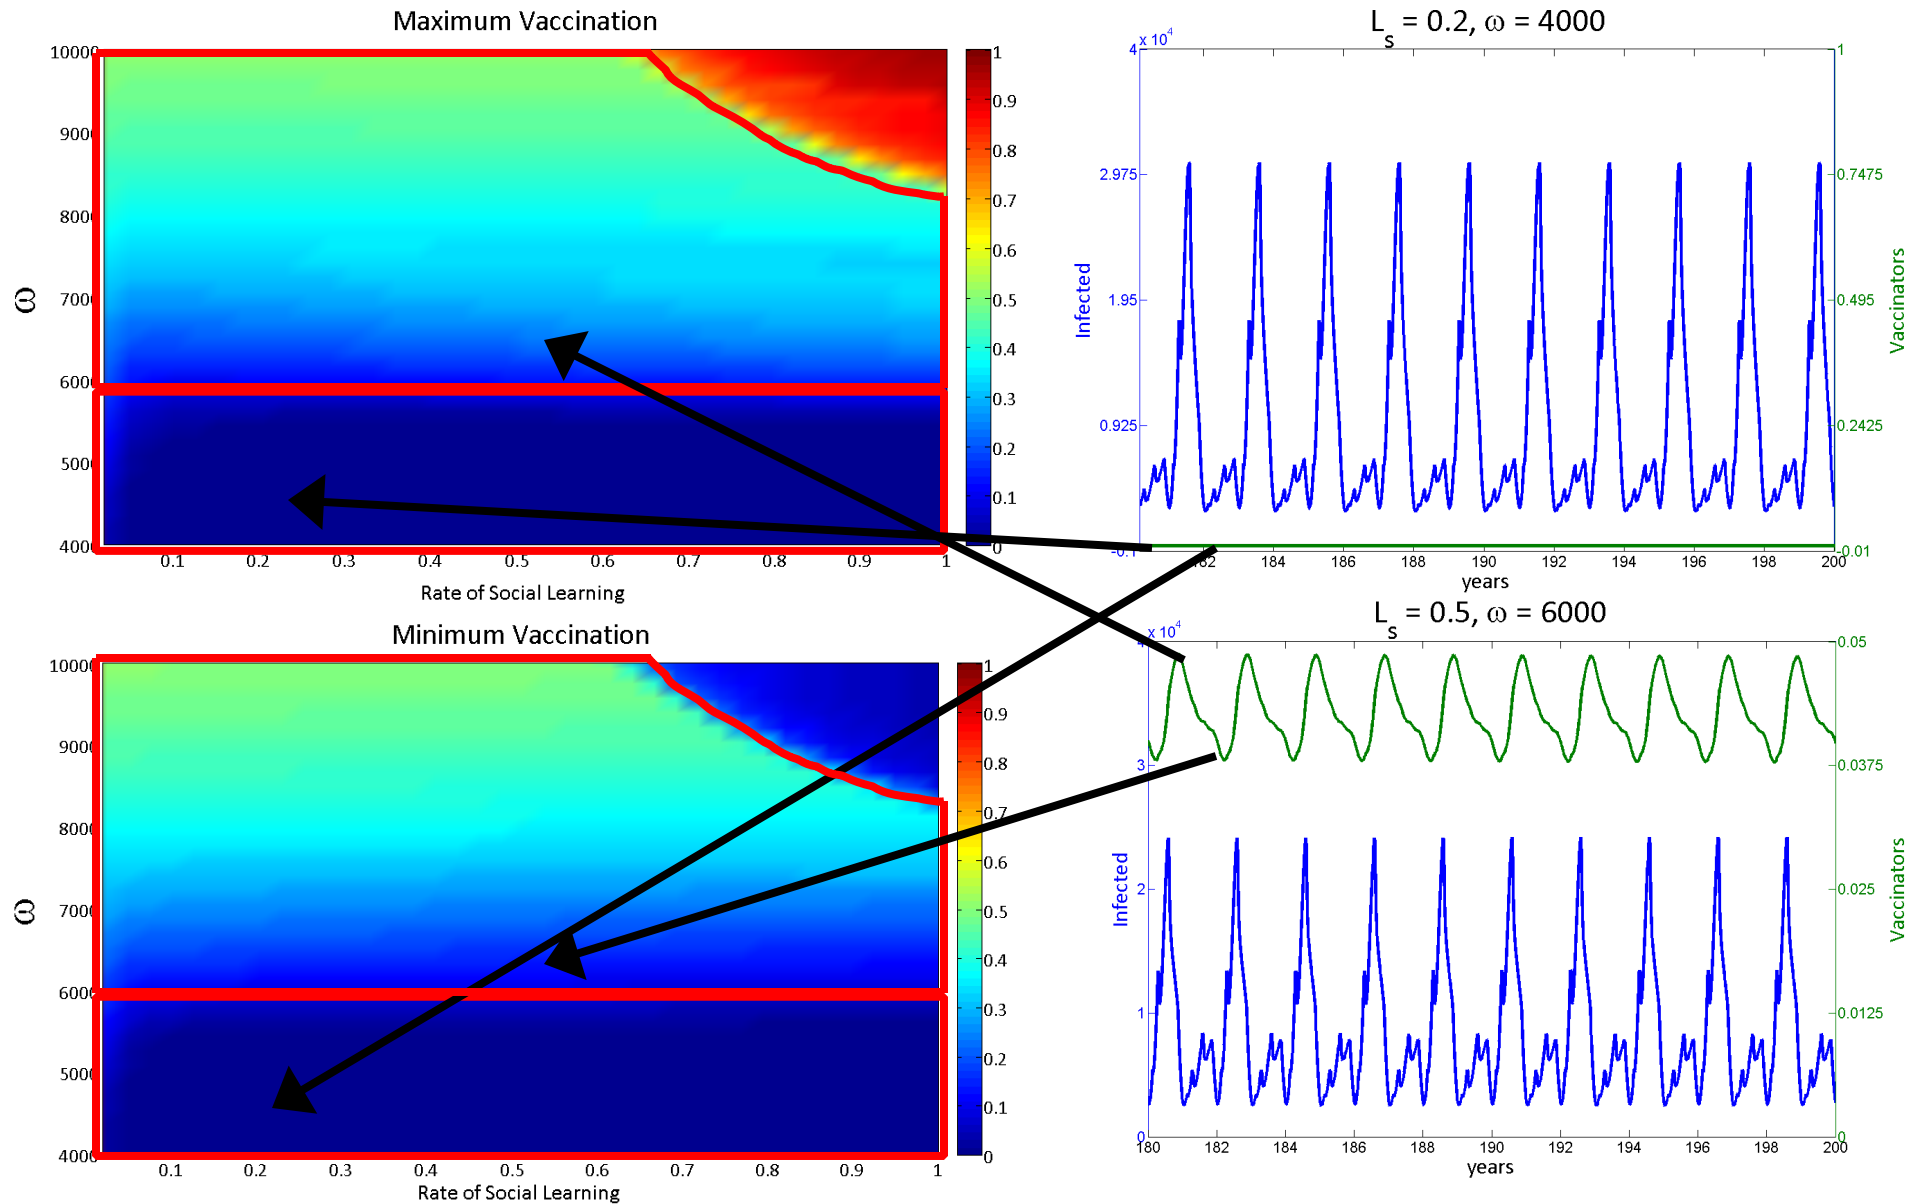 Maximum Vaccination
10000
9000
8000
7000
6000
5000
4000
ω
0.1 0.2 0.3 0.4 0.5 0.6 0.7 0.8 0.9 1
Rate of Social Learning
1
0.9
0.8
0.7
0.6
0.5
0.4
0.3
0.2
0.1
0
L_s = 0.2, ω = 4000
x 10^4
4
2.975
1.95
0.925
-0.1
Infected
1
0.7475
0.495
0.2425
-0.01
Vaccinators
182 184 186 188 190 192 194 196 198 200
years
Minimum Vaccination
10000
9000
8000
7000
6000
5000
4000
ω
0.1 0.2 0.3 0.4 0.5 0.6 0.7 0.8 0.9 1
Rate of Social Learning
1
0.9
0.8
0.7
0.6
0.5
0.4
0.3
0.2
0.1
0
L_s = 0.5, ω = 6000
x 10^4
4
3
2
1
0
Infected
0.05
0.0375
0.025
0.0125
0
Vaccinators
180 182 184 186 188 190 192 194 196 198 200
years